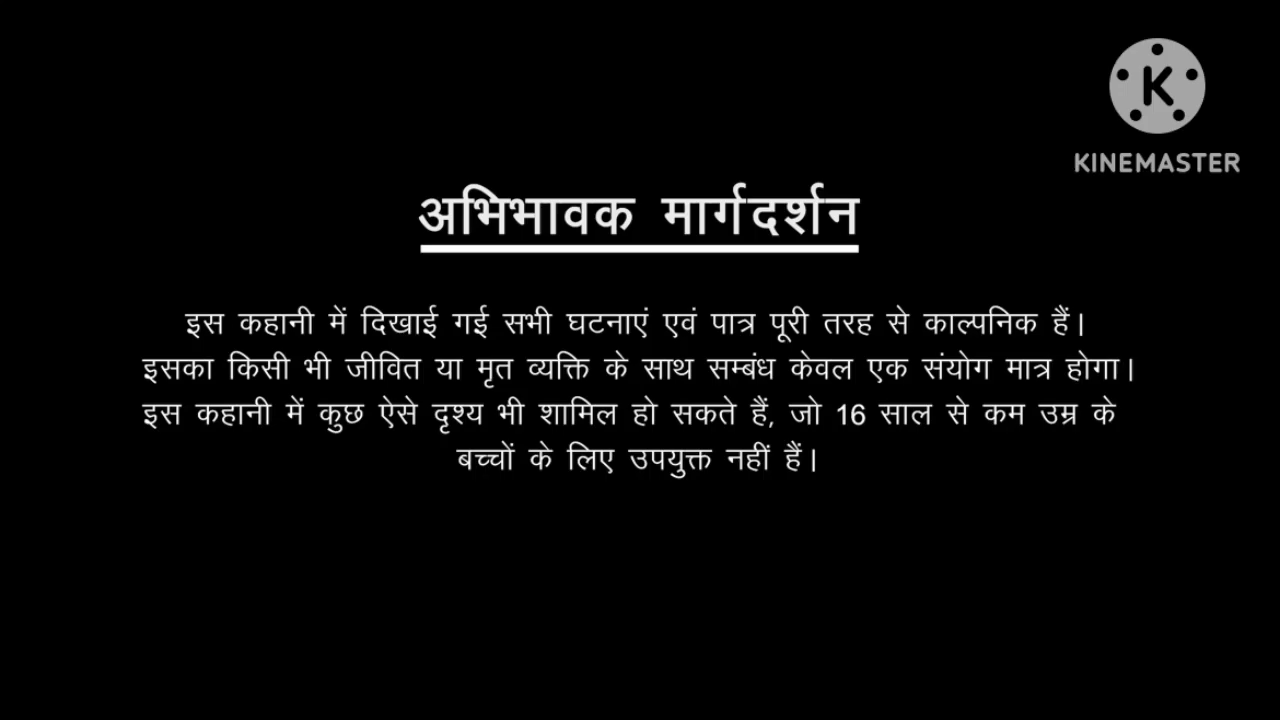 K
KINEMASTER
अभिभावक मार्गदर्शन
इस कहानी में दिखाई गई सभी घटनाएं एवं पात्र पूरी तरह से काल्पनिक हैं।
इसका किसी भी जीवित या मृत व्यक्ति के साथ सम्बंध केवल एक संयोग मात्र होगा।
इस कहानी में कुछ ऐसे दृश्य भी शामिल हो सकते हैं, जो 16 साल से कम उम्र के
बच्चों के लिए उपयुक्त नहीं हैं।